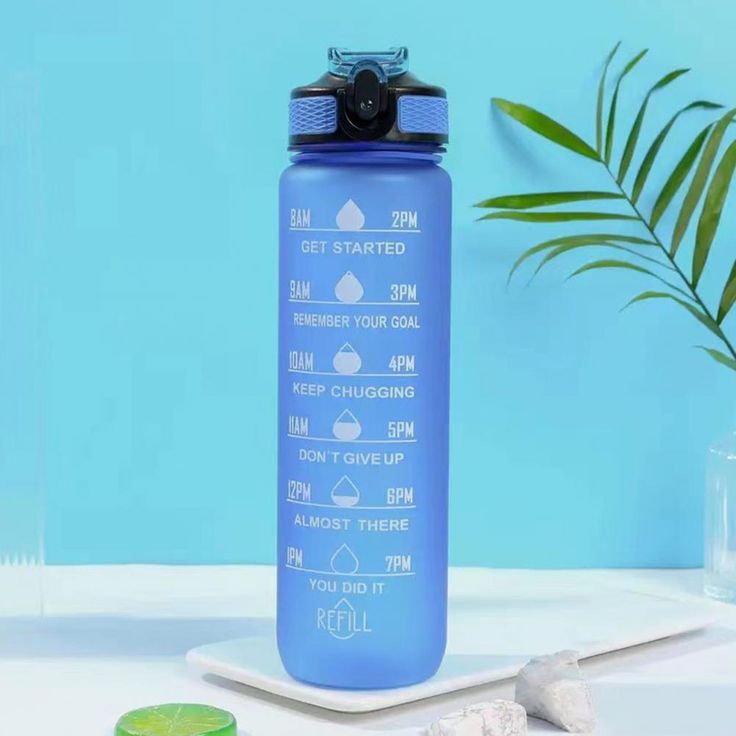 8AM 2PM
GET STARTED
9AM 3PM
REMEMBER YOUR GOAL
10AM 4PM
KEEP CHUGGING
11AM 5PM
DON'T GIVE UP
12PM 6PM
ALMOST THERE
1PM 7PM
YOU DID IT
REFILL